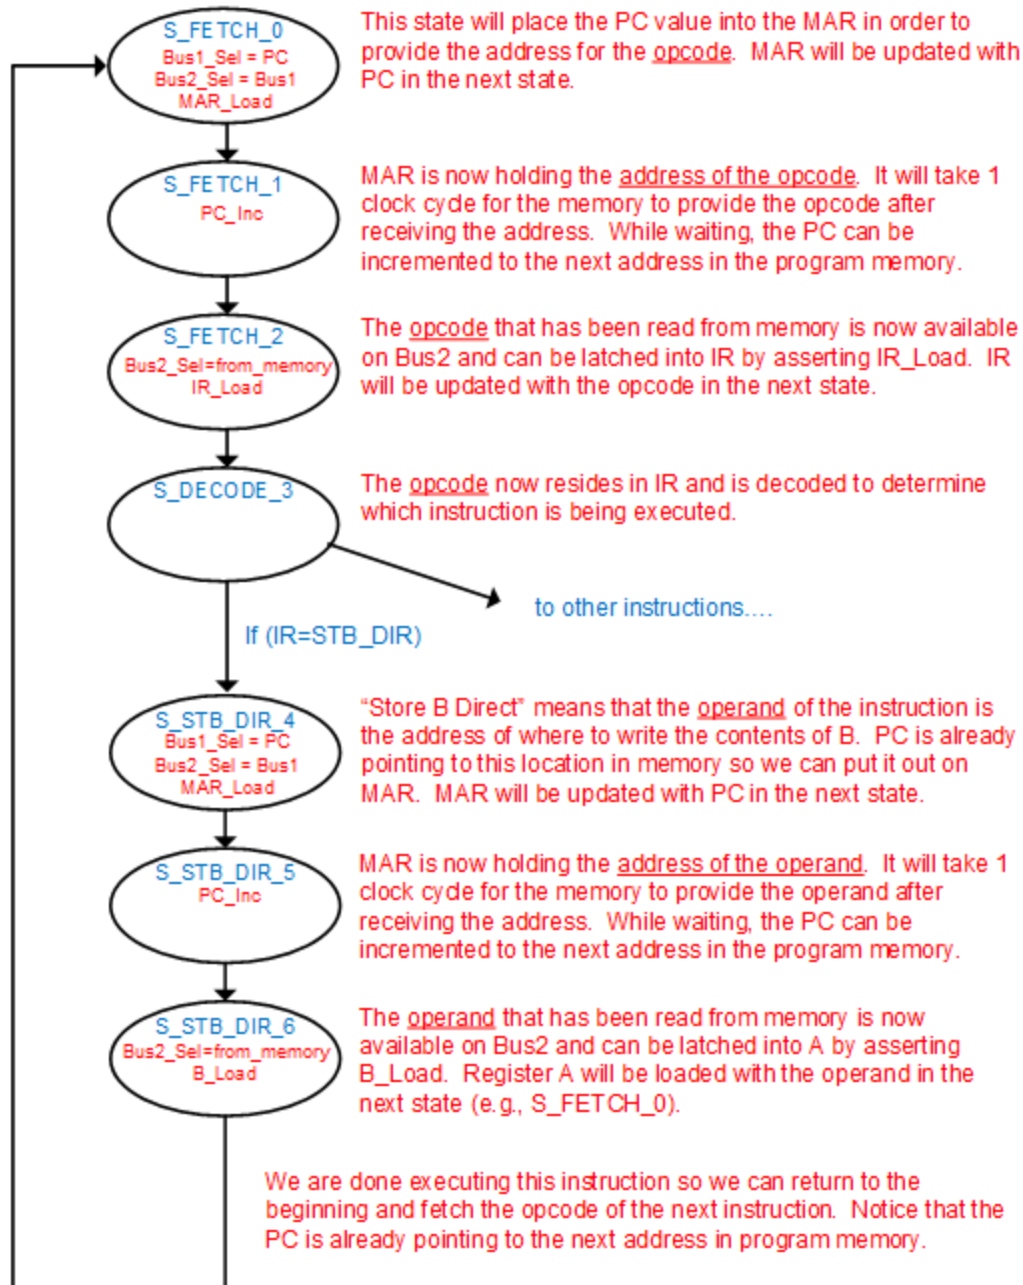 S_FETCH_0
Bus1_Sel = PC
Bus2_Sel = Bus1
MAR_Load
This state will place the PC value into the MAR in order to
provide the address for the opcode. MAR will be updated with
PC in the next state.
S_FETCH_1
PC_Inc
MAR is now holding the address of the opcode. It will take 1
clock cycle for the memory to provide the opcode after
receiving the address. While waiting, the PC can be
incremented to the next address in the program memory.
S_FETCH_2
Bus2_Sel=from_memory
IR_Load
The opcode that has been read from memory is now available
on Bus2 and can be latched into IR by asserting IR_Load. IR
will be updated with the opcode in the next state.
S_DECODE_3
The opcode now resides in IR and is decoded to determine
which instruction is being executed.
to other instructions....
If (IR=STB_DIR)
S_STB_DIR_4
Bus1_Sel = PC
Bus2_Sel = Bus1
MAR_Load
“Store B Direct” means that the operand of the instruction is
the address of where to write the contents of B. PC is already
pointing to this location in memory so we can put it out on
MAR. MAR will be updated with PC in the next state.
S_STB_DIR_5
PC_Inc
MAR is now holding the address of the operand. It will take 1
clock cycle for the memory to provide the operand after
receiving the address. While waiting, the PC can be
incremented to the next address in the program memory.
S_STB_DIR_6
Bus2_Sel=from_memory
B_Load
The operand that has been read from memory is now
available on Bus2 and can be latched into A by asserting
B_Load. Register A will be loaded with the operand in the
next state (e.g., S_FETCH_0).
We are done executing this instruction so we can return to the
beginning and fetch the opcode of the next instruction. Notice that the
PC is already pointing to the next address in program memory.